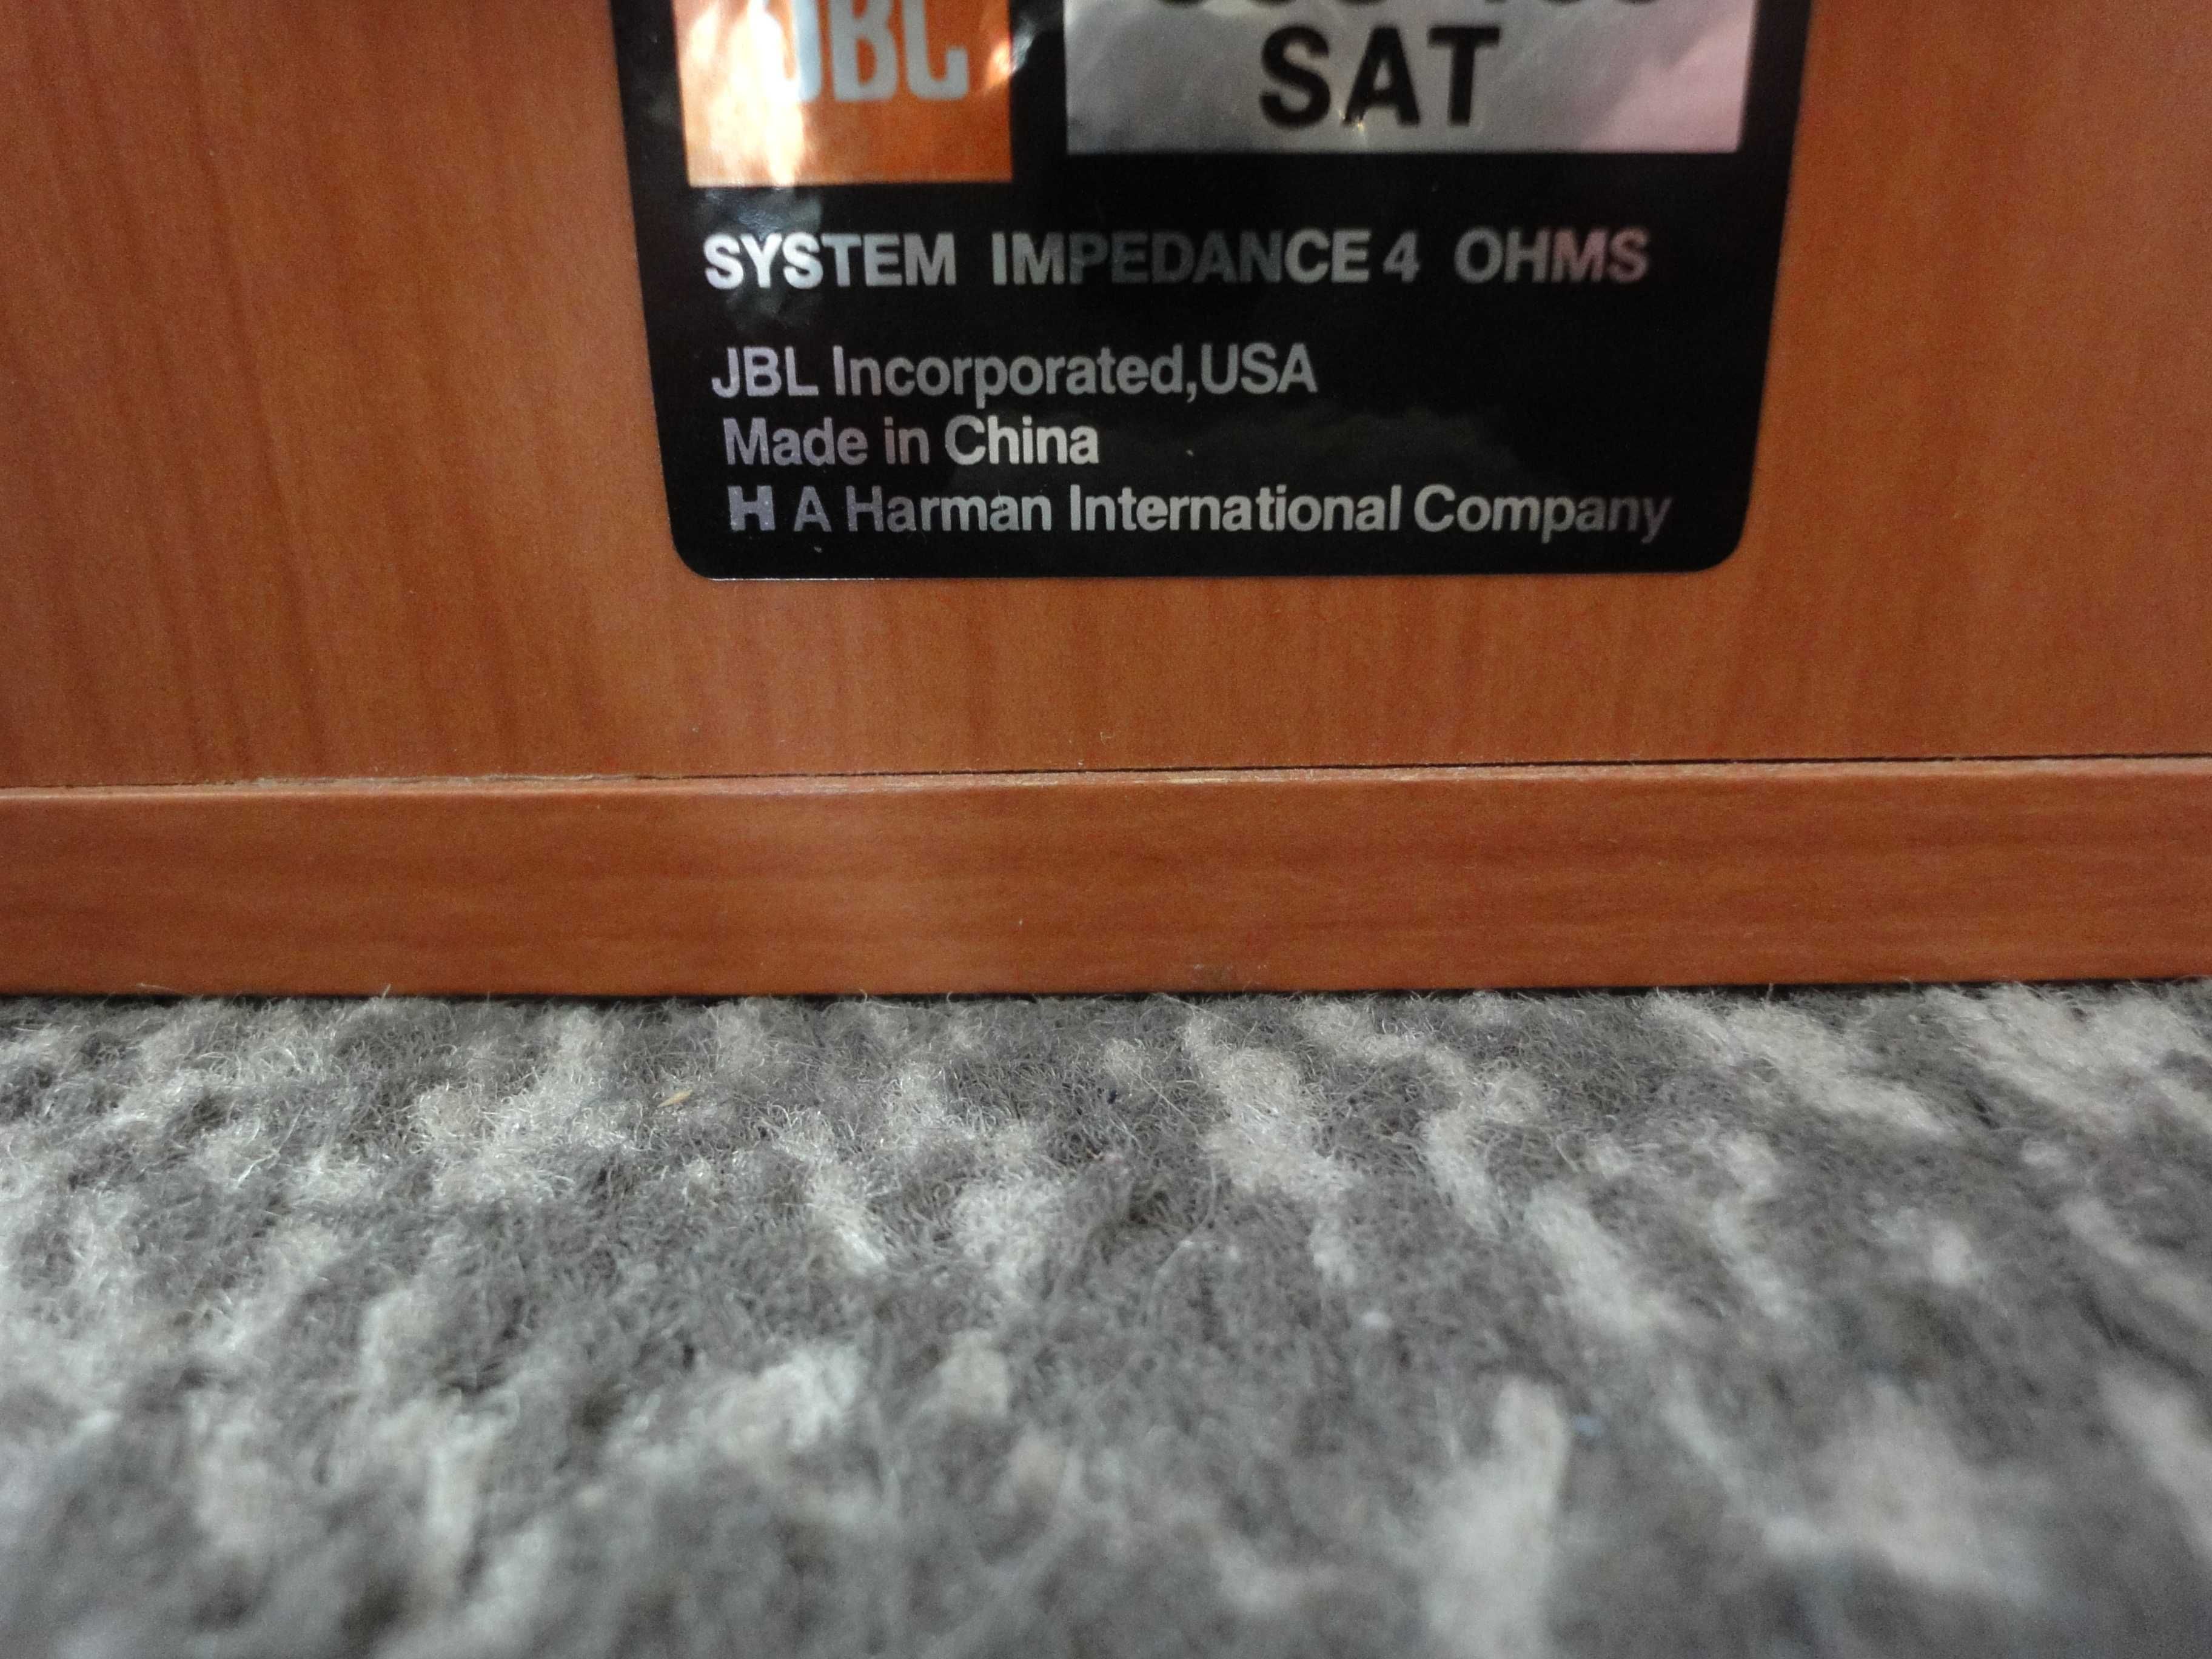 JBL
SAT
SYSTEM IMPEDANCE 4 OHMS
JBL Incorporated,USA
Made in China
H A Harman International Company